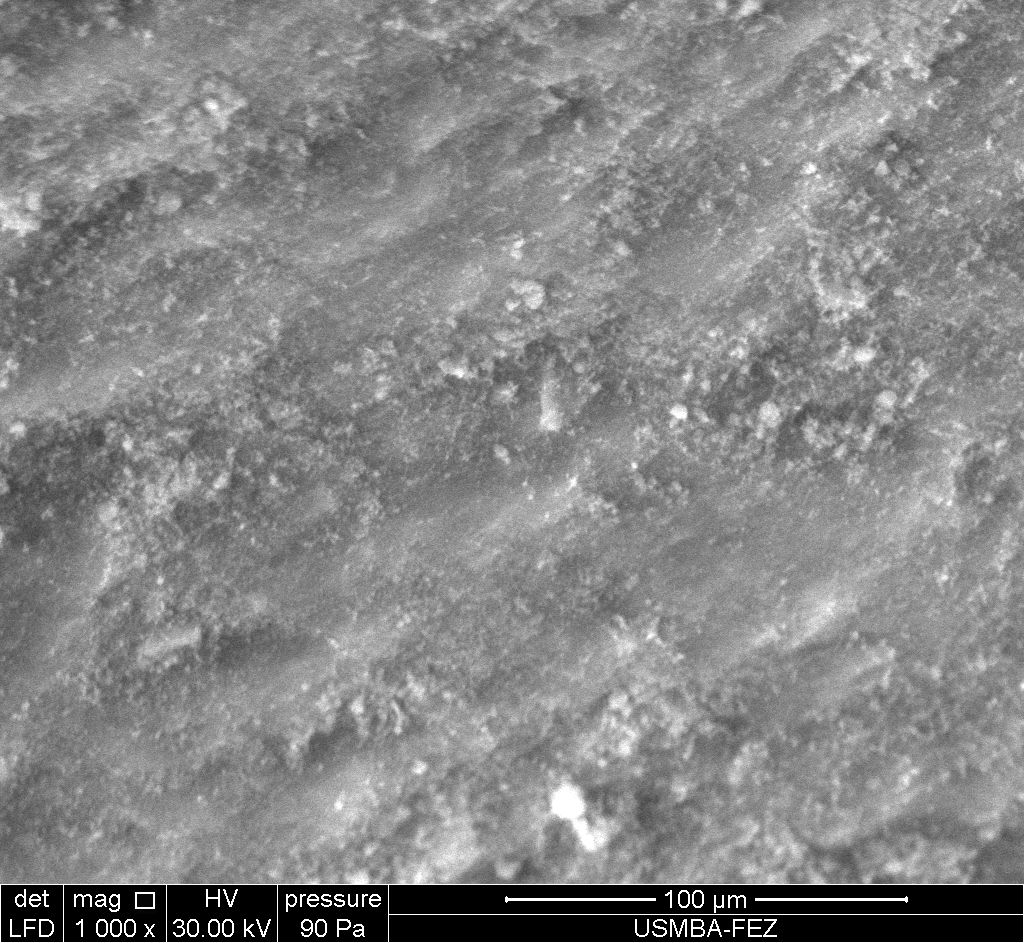 det mag HV pressure 100 µm
LFD 1 000 x 30.00 kV 90 Pa USMBA-FEZ